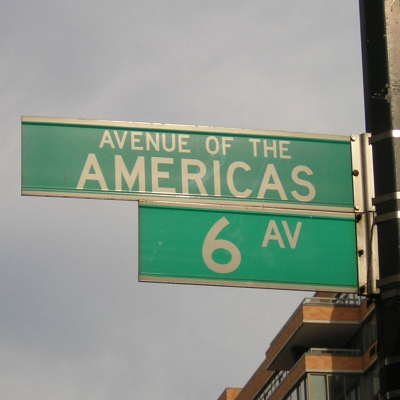 AVENUE OF THE
AMERICAS
6 AV